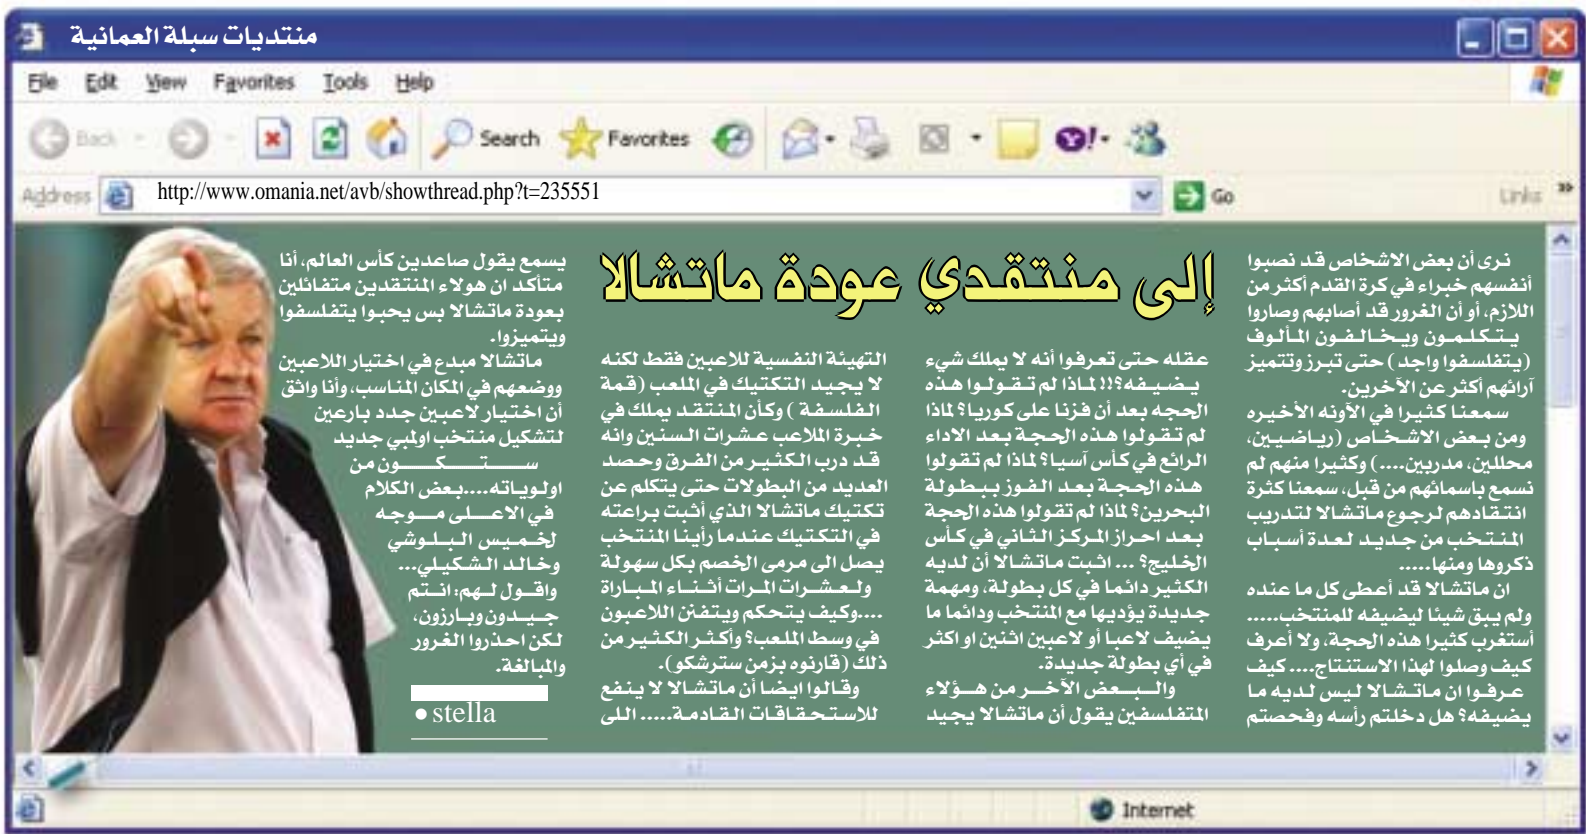 منتديات سبلة العمانية
File Edit View Favorites Tools Help
Back Search Favorites
Address http://www.omania.net/avb/showthread.php?t=235551 Go Links »
إلى منتقدي عودة ماتشالا
نرى أن بعض الاشخاص قد نصبوا
أنفسهم خبراء في كرة القدم أكثر من
اللازم، أو أن الغرور قد أصابهم وصاروا
يتكلمون ويخالفون المألوف
(يتفلسفوا واجد) حتى تبرز وتتميز
آرائهم أكثر عن الآخرين.
سمعنا كثيرا في الآونه الأخيره
ومن بعض الاشخاص (رياضيين،
محللين، مدربين....) وكثيرا منهم لم
نسمع باسمائهم من قبل، سمعنا كثرة
انتقادهم لرجوع ماتشالا لتدريب
المنتخب من جديد لعدة أسباب
ذكروها ومنها.....
ان ماتشالا قد أعطى كل ما عنده
ولم يبق شيئا ليضيفه للمنتخب.....
أستغرب كثيرا هذه الحجة، ولا أعرف
كيف وصلوا لهذا الاستنتاج.... كيف
عرفوا ان ماتشالا ليس لديه ما
يضيفه؟ هل دخلتم رأسه وفحصتم
عقله حتى تعرفوا أنه لا يملك شيء
يضيفه؟!! لماذا لم تقولوا هذه
الحجه بعد أن فزنا على كوريا؟ لماذا
لم تقولوا هذه الحجة بعد الاداء
الرائع في كأس آسيا؟ لماذا لم تقولوا
هذه الحجة بعد الفوز ببطولة
البحرين؟ لماذا لم تقولوا هذه الحجة
بعد احراز المركز الثاني في كأس
الخليج؟ ... اثبت ماتشالا أن لديه
الكثير دائما في كل بطولة، ومهمة
جديدة يؤديها مع المنتخب ودائما ما
يضيف لاعبا أو لاعبين اثنين او اكثر
في أي بطولة جديدة.
والبعض الآخر من هؤلاء
المتفلسفين يقول أن ماتشالا يجيد
التهيئة النفسية للاعبين فقط لكنه
لا يجيد التكتيك في الملعب (قمة
الفلسفة) وكأن المنتقد يملك في
خبرة الملاعب عشرات السنين وانه
قد درب الكثير من الفرق وحصد
العديد من البطولات حتى يتكلم عن
تكتيك ماتشالا الذي أثبت براعته
في التكتيك عندما رأينا المنتخب
يصل الى مرمى الخصم بكل سهولة
ولعشرات المرات أثناء المباراة
....وكيف يتحكم ويتفنن اللاعبون
في وسط الملعب؟ وأكثر الكثير من
ذلك (قارنوه بزمن سترشكو).
وقالوا ايضا أن ماتشالا لا ينفع
للاستحقاقات القادمة..... اللى
يسمع يقول صاعدين كأس العالم، أنا
متأكد ان هولاء المنتقدين متفائلين
بعودة ماتشالا بس يحبوا يتفلسفوا
ويتميزوا.
ماتشالا مبدع في اختيار اللاعبين
ووضعهم في المكان المناسب، وأنا واثق
أن اختيار لاعبين جدد بارعين
لتشكيل منتخب اولمبي جديد
ستكون من
اولوياته....بعض الكلام
في الاعلى موجه
لخميس البلوشي
وخالد الشكيلي...
واقول لهم: انتم
جيدون وبارزون،
لكن احذروا الغرور
والمبالغة.
● stella
Internet